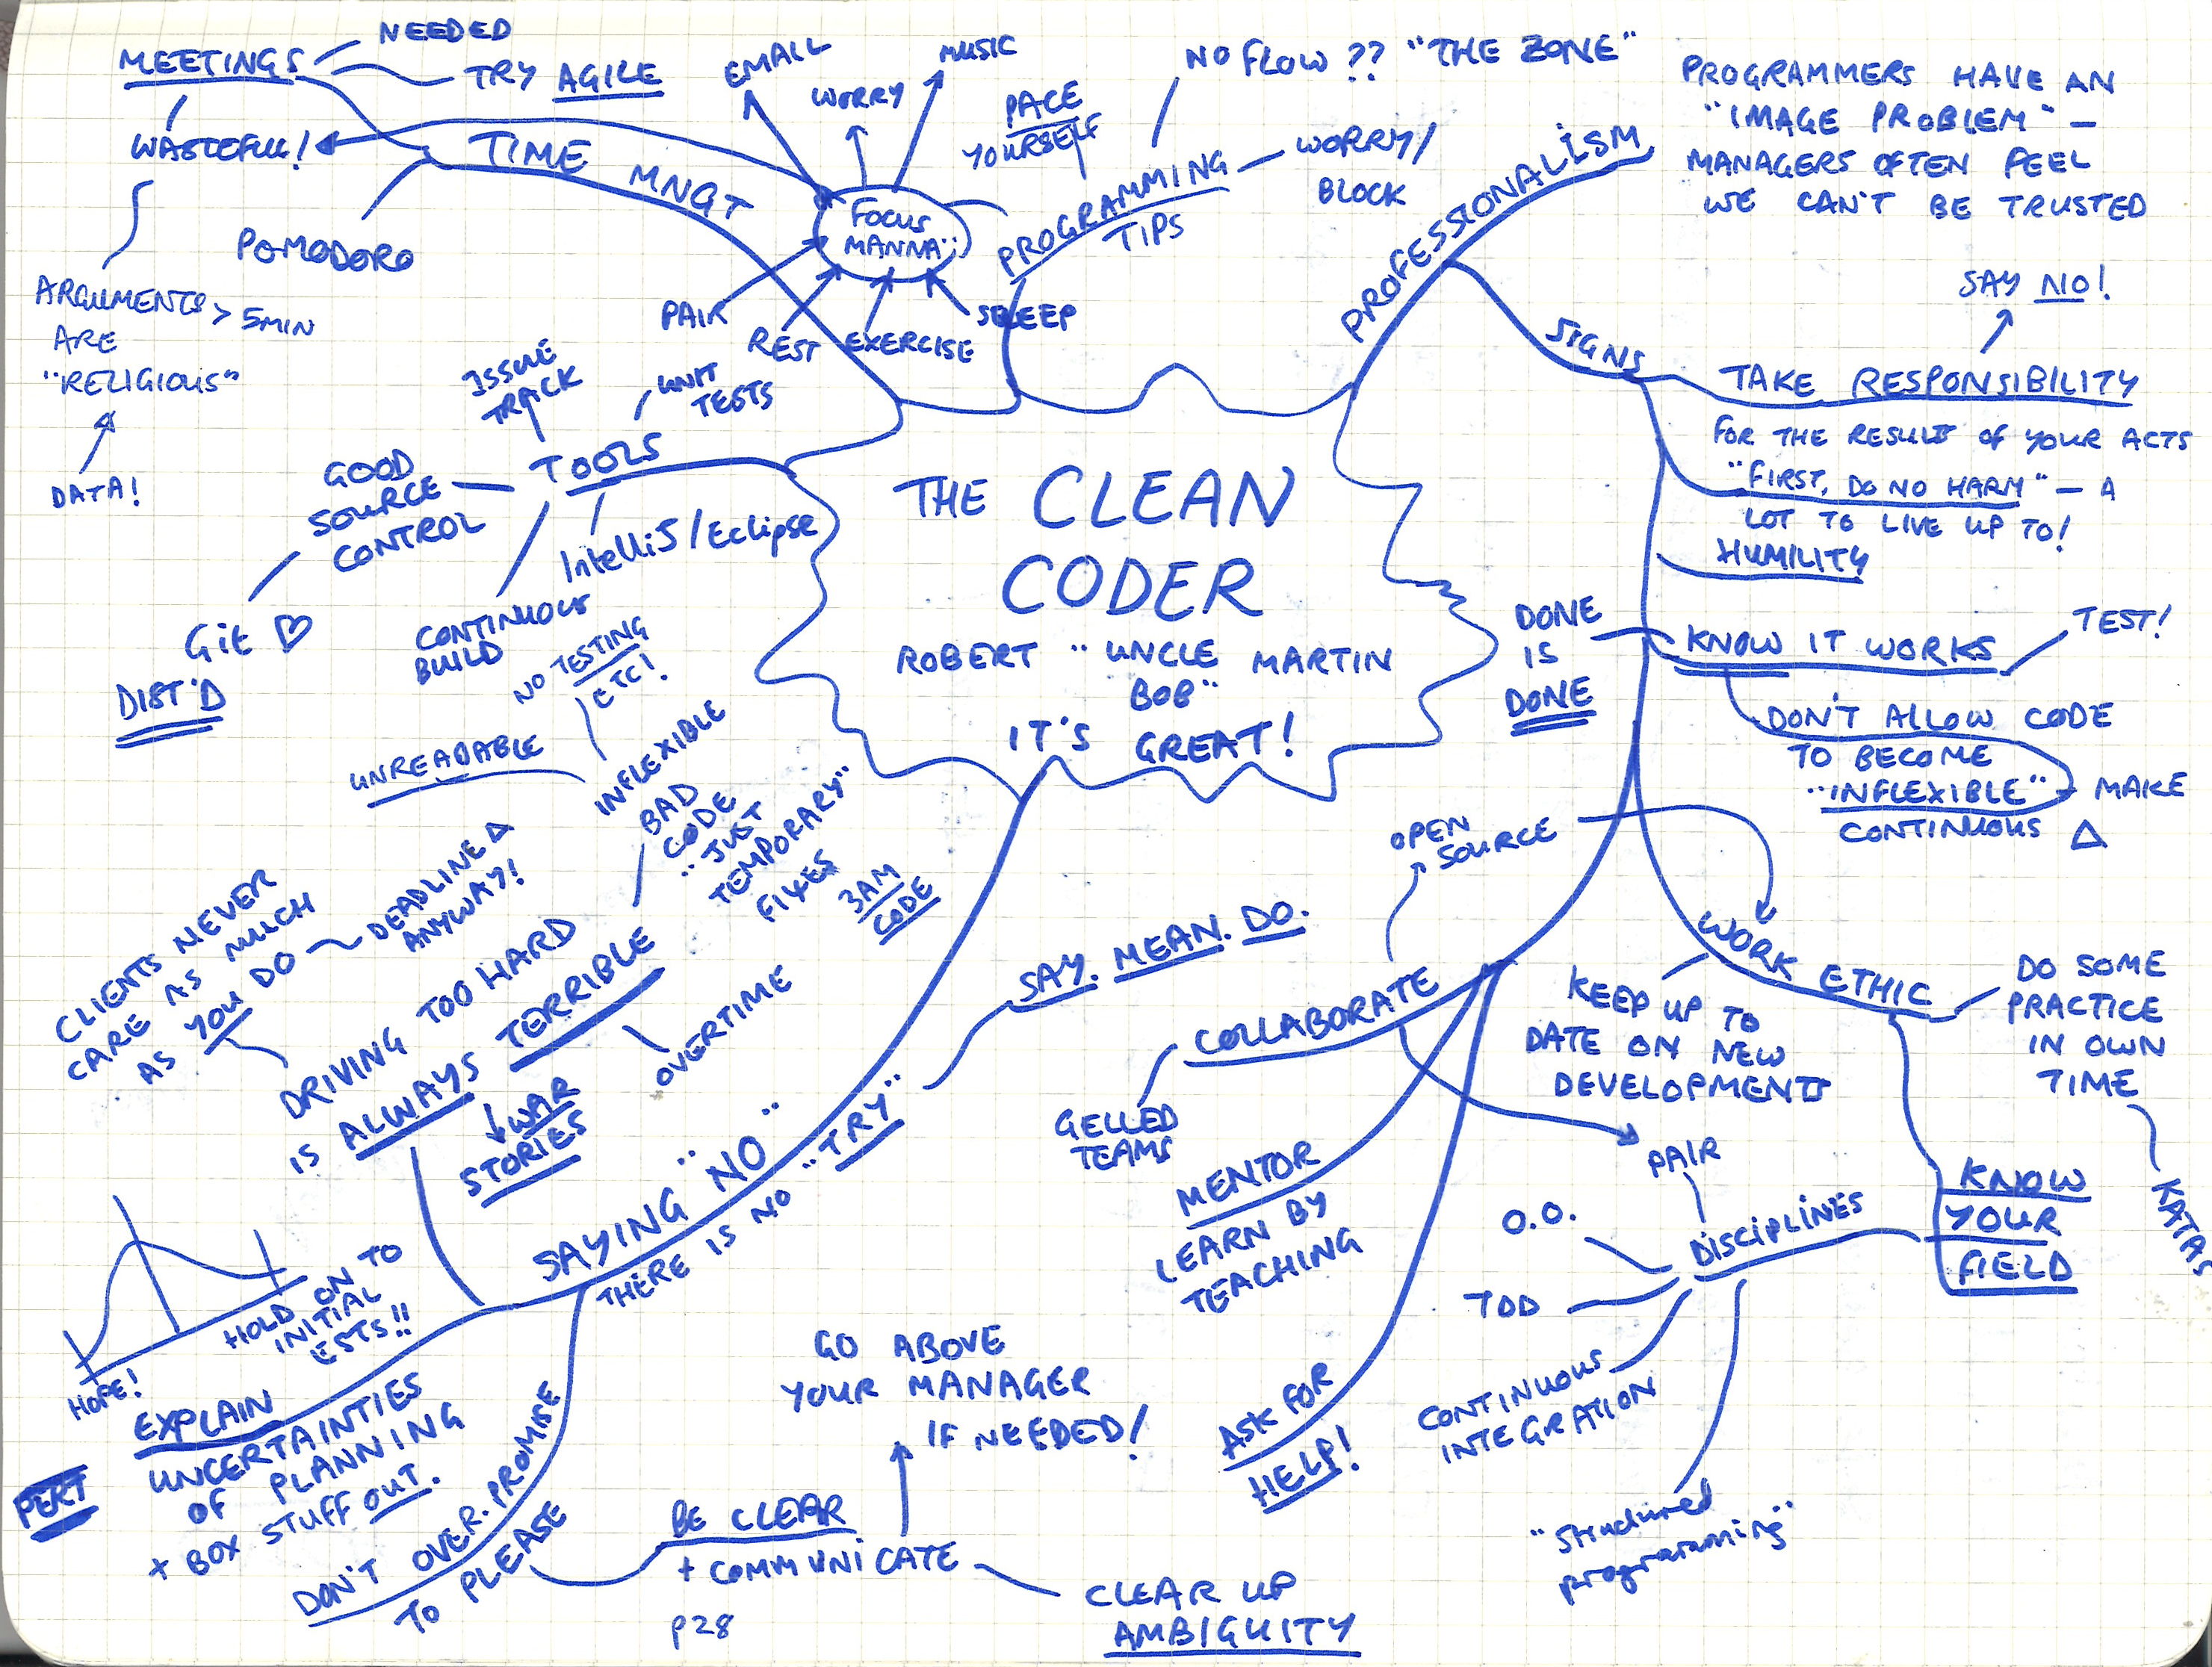 THE CLEAN
CODER
ROBERT "UNCLE
BOB" MARTIN
IT'S GREAT!
MEETINGS
NEEDED
TRY AGILE
WASTEFUL!
ARGUMENTS > 5MIN
ARE
"RELIGIOUS"
DATA!
TIME MNGT
POMODORO
FOCUS
MANNA
EMAIL
WORRY
MUSIC
PAIR
REST
EXERCISE
SLEEP
PROGRAMMING
TIPS
PACE
YOURSELF
NO FLOW ?? "THE ZONE"
WORRY/
BLOCK
PROFESSIONALISM
PROGRAMMERS HAVE AN
"IMAGE PROBLEM" –
MANAGERS OFTEN FEEL
WE CAN'T BE TRUSTED
SIGNS
SAY NO!
TAKE RESPONSIBILITY
FOR THE RESULT OF YOUR ACTS
"FIRST, DO NO HARM" – A
LOT TO LIVE UP TO!
HUMILITY
DONE
IS
DONE
KNOW IT WORKS
TEST!
DON'T ALLOW CODE
TO BECOME
"INFLEXIBLE" – MAKE
CONTINUOUS Δ
WORK ETHIC
OPEN
SOURCE
KEEP UP TO
DATE ON NEW
DEVELOPMENTS
DO SOME
PRACTICE
IN OWN
TIME
KATAS
KNOW
YOUR
FIELD
DISCIPLINES
PAIR
O.O.
TDD
CONTINUOUS
INTEGRATION
"Structured
programming"
COLLABORATE
GELLED
TEAMS
MENTOR
LEARN BY
TEACHING
ASK FOR
HELP!
SAYING "NO"
THERE IS NO "TRY"
SAY. MEAN. DO.
DON'T OVER-PROMISE
TO PLEASE
BE CLEAR
+ COMMUNICATE
P28
GO ABOVE
YOUR MANAGER
IF NEEDED!
CLEAR UP
AMBIGUITY
EXPLAIN
UNCERTAINTIES
OF PLANNING
+ BOX STUFF OUT.
PERT
HOPE!
HOLD ON TO
INITIAL
ESTS!!
DRIVING TOO HARD
IS ALWAYS TERRIBLE
WAR
STORIES
OVERTIME
CLIENTS NEVER
CARE AS MUCH
AS YOU DO
DEADLINE Δ
ANYWAY!
BAD
CODE
"JUST
TEMPORARY"
FIXES
3AM
CODE
INFLEXIBLE
UNREADABLE
NO TESTING
ETC!
TOOLS
ISSUE
TRACK
UNIT
TESTS
GOOD
SOURCE
CONTROL
Git ♡
DIST'D
CONTINUOUS
BUILD
IntelliJ/Eclipse